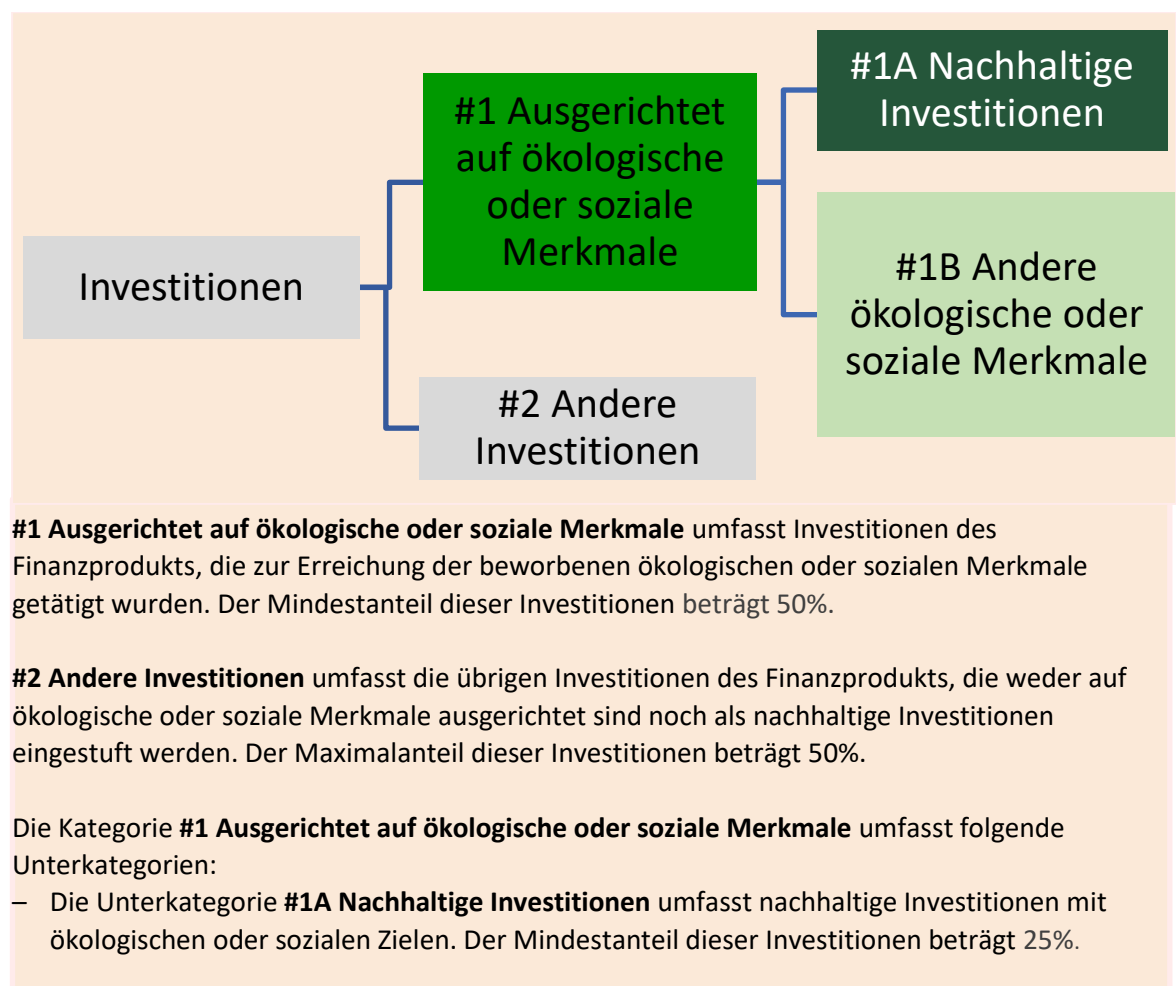 #1A Nachhaltige
Investitionen
#1 Ausgerichtet
auf ökologische
oder soziale
Merkmale
#1B Andere
ökologische oder
soziale Merkmale
Investitionen
#2 Andere
Investitionen
#1 Ausgerichtet auf ökologische oder soziale Merkmale umfasst Investitionen des
Finanzprodukts, die zur Erreichung der beworbenen ökologischen oder sozialen Merkmale
getätigt wurden. Der Mindestanteil dieser Investitionen beträgt 50%.
#2 Andere Investitionen umfasst die übrigen Investitionen des Finanzprodukts, die weder auf
ökologische oder soziale Merkmale ausgerichtet sind noch als nachhaltige Investitionen
eingestuft werden. Der Maximalanteil dieser Investitionen beträgt 50%.
Die Kategorie #1 Ausgerichtet auf ökologische oder soziale Merkmale umfasst folgende
Unterkategorien:
– Die Unterkategorie #1A Nachhaltige Investitionen umfasst nachhaltige Investitionen mit
ökologischen oder sozialen Zielen. Der Mindestanteil dieser Investitionen beträgt 25%.